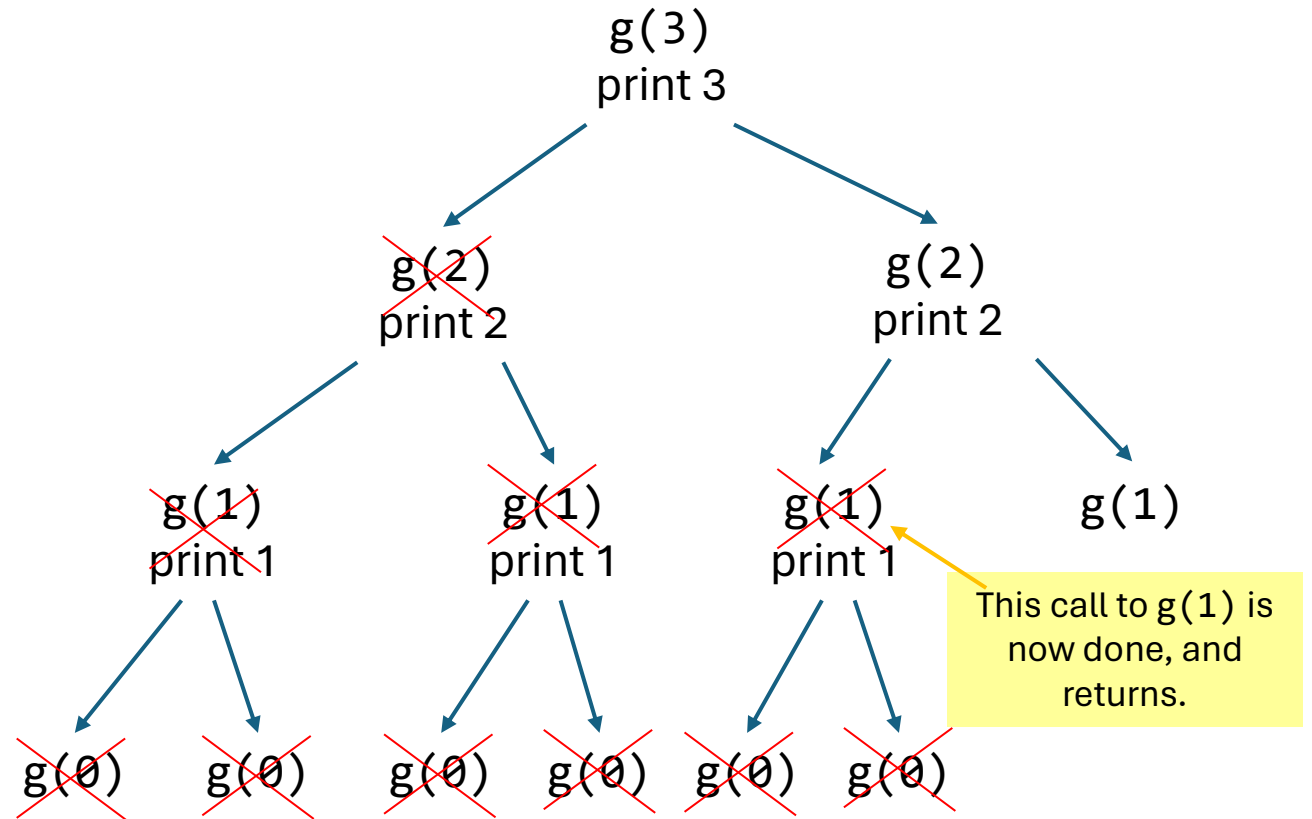 g(3)
print 3
g(2)
print 2
g(2)
print 2
g(1)
print 1
g(1)
print 1
g(1)
print 1
g(1)
This call to g(1) is
now done, and
returns.
g(0)
g(0)
g(0)
g(0)
g(0)
g(0)